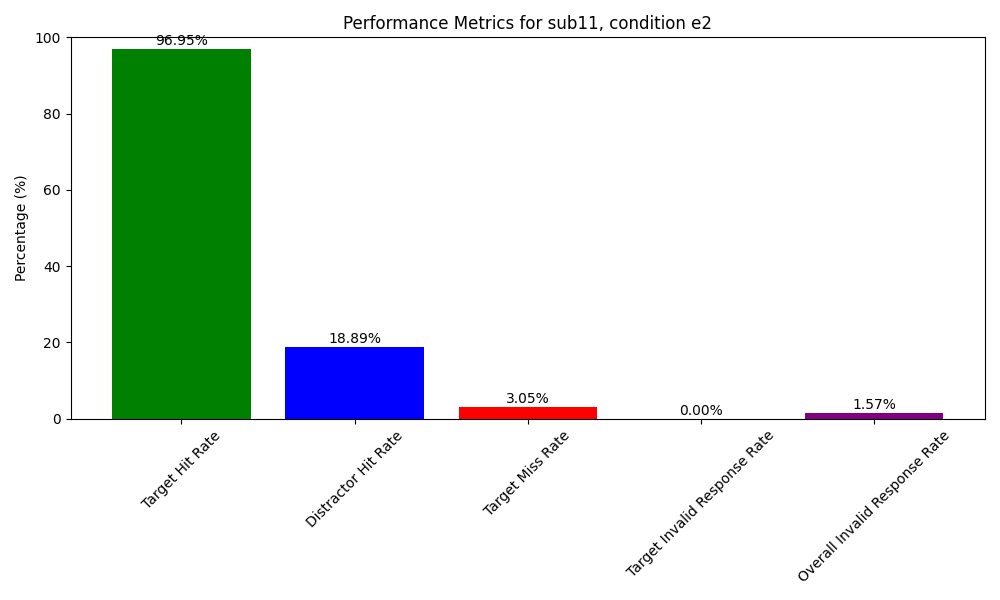 Performance Metrics for sub11, condition e2
Percentage (%)
100
80
60
40
20
0
96.95%
18.89%
3.05%
0.00%
1.57%
Target Hit Rate
Distractor Hit Rate
Target Miss Rate
Target Invalid Response Rate
Overall Invalid Response Rate